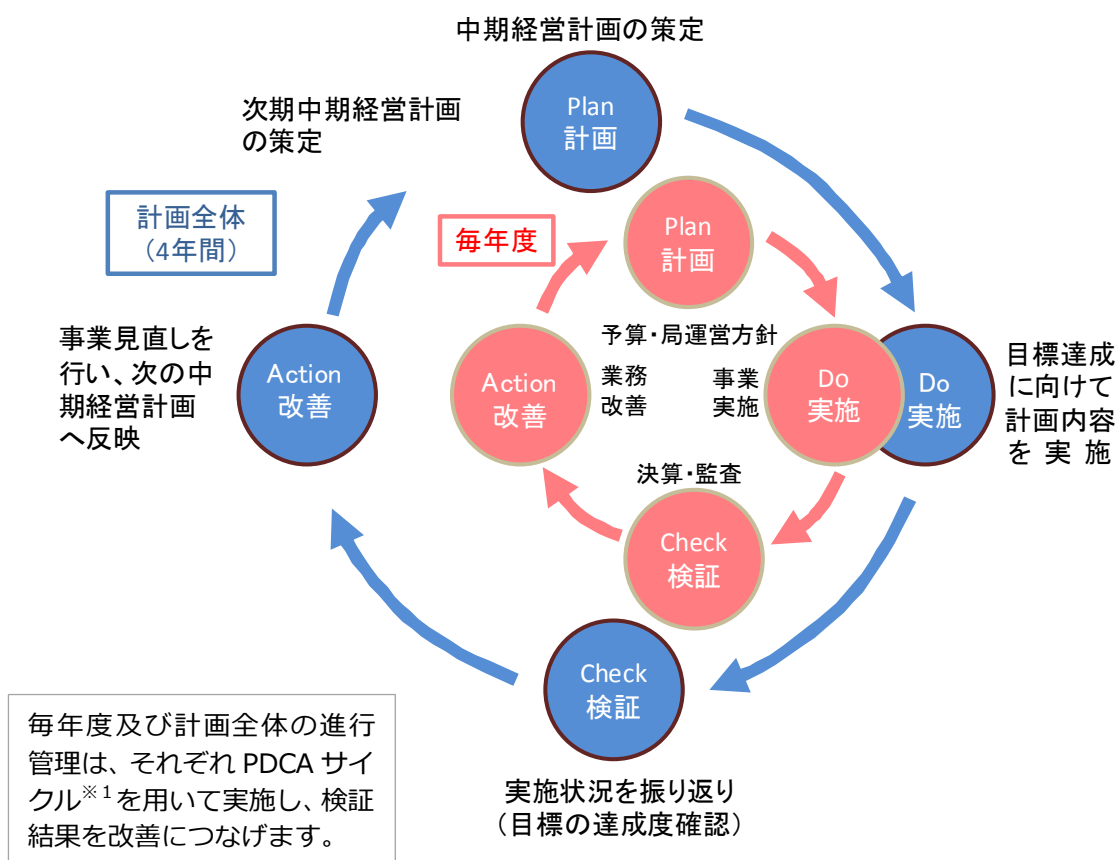 中期経営計画の策定
Plan
計画
次期中期経営計画
の策定
計画全体
（4年間）
毎年度
Plan
計画
予算・局運営方針
事業見直しを
行い、次の中
期経営計画
へ反映
Action
改善
Action
改善
業務
改善
事業
実施
Do
実施
Do
実施
目標達成
に向けて
計画内容
を実施
決算・監査
Check
検証
Check
検証
実施状況を振り返り
（目標の達成度確認）
毎年度及び計画全体の進行
管理は、それぞれ PDCA サイ
クル※1を用いて実施し、検証
結果を改善につなげます。